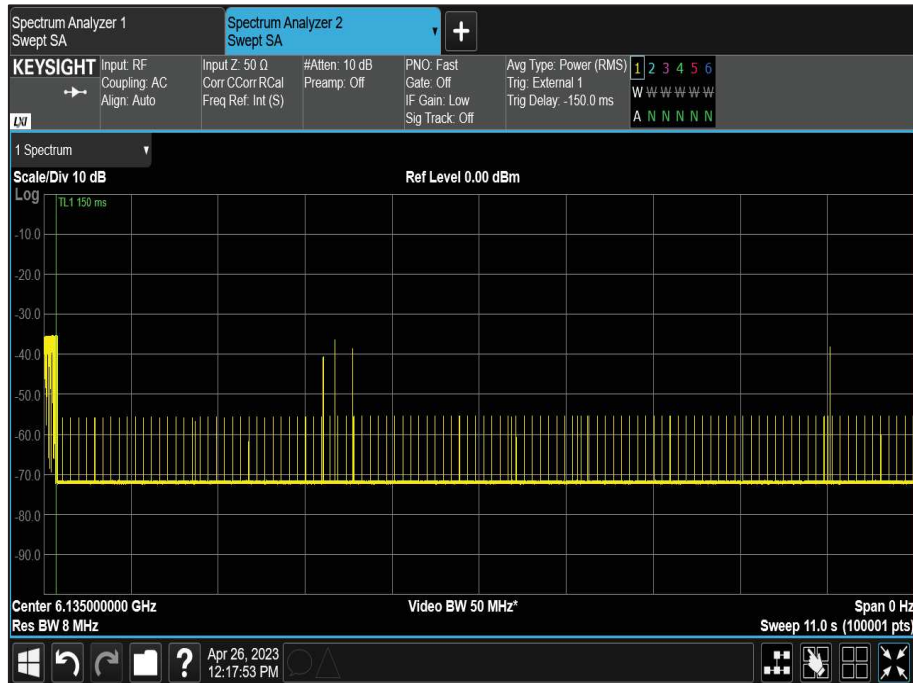 Spectrum Analyzer 1
Swept SA
Spectrum Analyzer 2
Swept SA
+
KEYSIGHT
LXI
Input: RF
Coupling: AC
Align: Auto
Input Z: 50 Ω
Corr CCorr RCal
Freq Ref: Int (S)
#Atten: 10 dB
Preamp: Off
PNO: Fast
Gate: Off
IF Gain: Low
Sig Track: Off
Avg Type: Power (RMS)
Trig: External 1
Trig Delay: -150.0 ms
1 2 3 4 5 6
W W W W W W
A N N N N N
1 Spectrum
Scale/Div 10 dB
Ref Level 0.00 dBm
Log
TL1 150 ms
-10.0
-20.0
-30.0
-40.0
-50.0
-60.0
-70.0
-80.0
-90.0
Center 6.135000000 GHz
Video BW 50 MHz*
Span 0 Hz
Res BW 8 MHz
Sweep 11.0 s (100001 pts)
?
Apr 26, 2023
12:17:53 PM